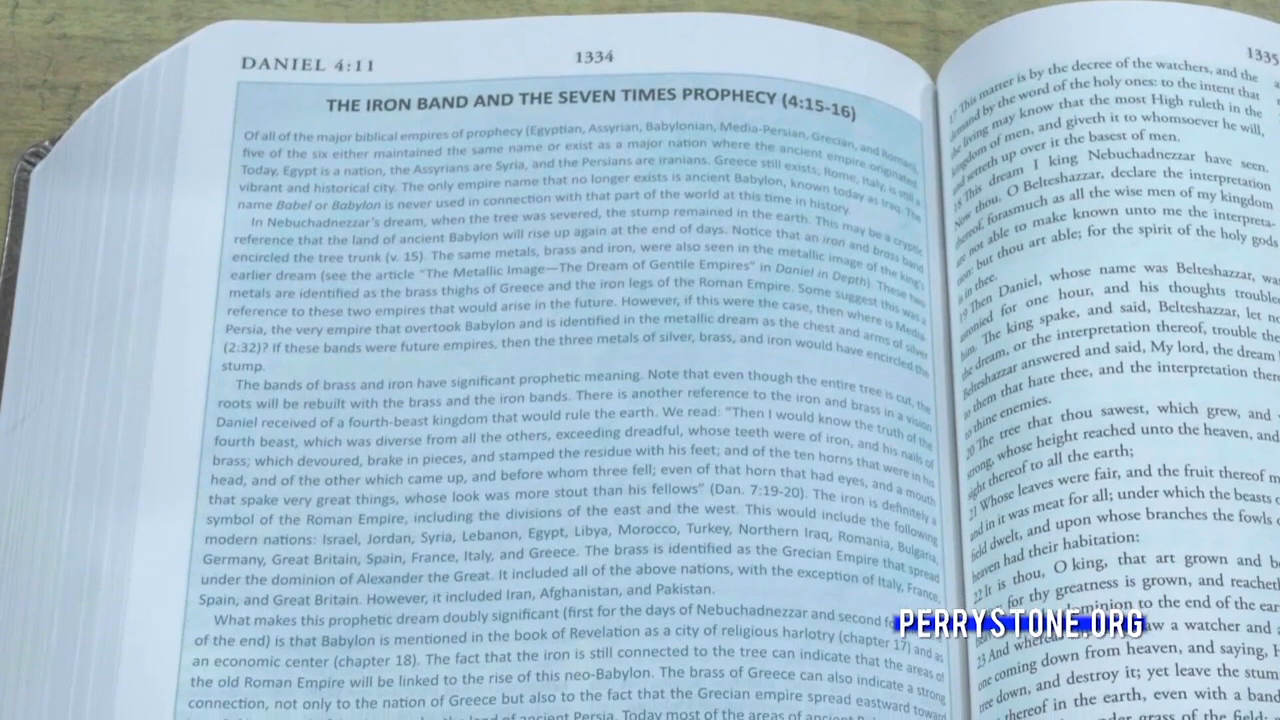 DANIEL 4:11
1334
THE IRON BAND AND THE SEVEN TIMES PROPHECY (4:15-16)
Of all of the major biblical empires of prophecy (Egyptian, Assyrian, Babylonian, Media-Persian, Grecian, and Roman),
five of the six either maintained the same name or exist as a major nation where the ancient empire originated.
Today, Egypt is a nation, the Assyrians are Syria, and the Persians are Iranians. Greece still exists; Rome, Italy, is still a
vibrant and historical city. The only empire name that no longer exists is ancient Babylon, known today as Iraq. The
name Babel or Babylon is never used in connection with that part of the world at this time in history.
In Nebuchadnezzar's dream, when the tree was severed, the stump remained in the earth. This may be a cryptic
reference that the land of ancient Babylon will rise up again at the end of days. Notice that an iron and brass band
encircled the tree trunk (v. 15). The same metals, brass and iron, were also seen in the metallic image of the king's
earlier dream (see the article "The Metallic Image—The Dream of Gentile Empires" in Daniel in Depth). These two
metals are identified as the brass thighs of Greece and the iron legs of the Roman Empire. Some suggest this was a
reference to these two empires that would arise in the future. However, if this were the case, then where is Media-
Persia, the very empire that overtook Babylon and is identified in the metallic dream as the chest and arms of silver
(2:32)? If these bands were future empires, then the three metals of silver, brass, and iron would have encircled the
stump.
The bands of brass and iron have significant prophetic meaning. Note that even though the entire tree is cut, the
roots will be rebuilt with the brass and the iron bands. There is another reference to the iron and brass in a vision
Daniel received of a fourth-beast kingdom that would rule the earth. We read: "Then I would know the truth of the
fourth beast, which was diverse from all the others, exceeding dreadful, whose teeth were of iron, and his nails of
brass; which devoured, brake in pieces, and stamped the residue with his feet; and of the ten horns that were in his
head, and of the other which came up, and before whom three fell; even of that horn that had eyes, and a mouth
that spake very great things, whose look was more stout than his fellows" (Dan. 7:19-20). The iron is definitely a
symbol of the Roman Empire, including the divisions of the east and the west. This would include the following
modern nations: Israel, Jordan, Syria, Lebanon, Egypt, Libya, Morocco, Turkey, Northern Iraq, Romania, Bulgaria,
Germany, Great Britain, Spain, France, Italy, and Greece. The brass is identified as the Grecian Empire that spread
under the dominion of Alexander the Great. It included all of the above nations, with the exception of Italy, France,
Spain, and Great Britain. However, it included Iran, Afghanistan, and Pakistan.
What makes this prophetic dream doubly significant (first for the days of Nebuchadnezzar and second
of the end) is that Babylon is mentioned in the book of Revelation as a city of religious harlotry (chapter 17) and as
an economic center (chapter 18). The fact that the iron is still connected to the tree can indicate that the areas of
the old Roman Empire will be linked to the rise of this neo-Babylon. The brass of Greece can also indicate a strong
connection, not only to the nation of Greece but also to the fact that the Grecian empire spread eastward toward
the land of ancient Persia. Today most of the areas of ancient
1335
17 This matter is by the decree of the watchers, and the
demand by the word of the holy ones: to the intent that
the living may know that the most High ruleth in the
kingdom of men, and giveth it to whomsoever he will,
and setteth up over it the basest of men.
18 This dream I king Nebuchadnezzar have seen.
Now thou, O Belteshazzar, declare the interpretation
thereof, forasmuch as all the wise men of my kingdom
are not able to make known unto me the interpreta-
tion: but thou art able; for the spirit of the holy gods
is in thee.
19 Then Daniel, whose name was Belteshazzar, was
astonied for one hour, and his thoughts troubled
him. The king spake, and said, Belteshazzar, let no
the dream, or the interpretation thereof, trouble the
Belteshazzar answered and said, My lord, the dream
to them that hate thee, and the interpretation there
to thine enemies.
20 The tree that thou sawest, which grew, and
strong, whose height reached unto the heaven, and
sight thereof to all the earth;
21 Whose leaves were fair, and the fruit thereof
and in it was meat for all; under which the beasts
field dwelt, and upon whose branches the fowls
heaven had their habitation:
22 It is thou, O king, that art grown and
for thy greatness is grown, and reacheth
dominion to the end of the ear
saw a watcher and
23 And whereas
one coming down from heaven, and saying, H
tree down, and destroy it; yet leave the stum
thereof in the earth, even with a band
grass of the field
PERRYSTONE.ORG